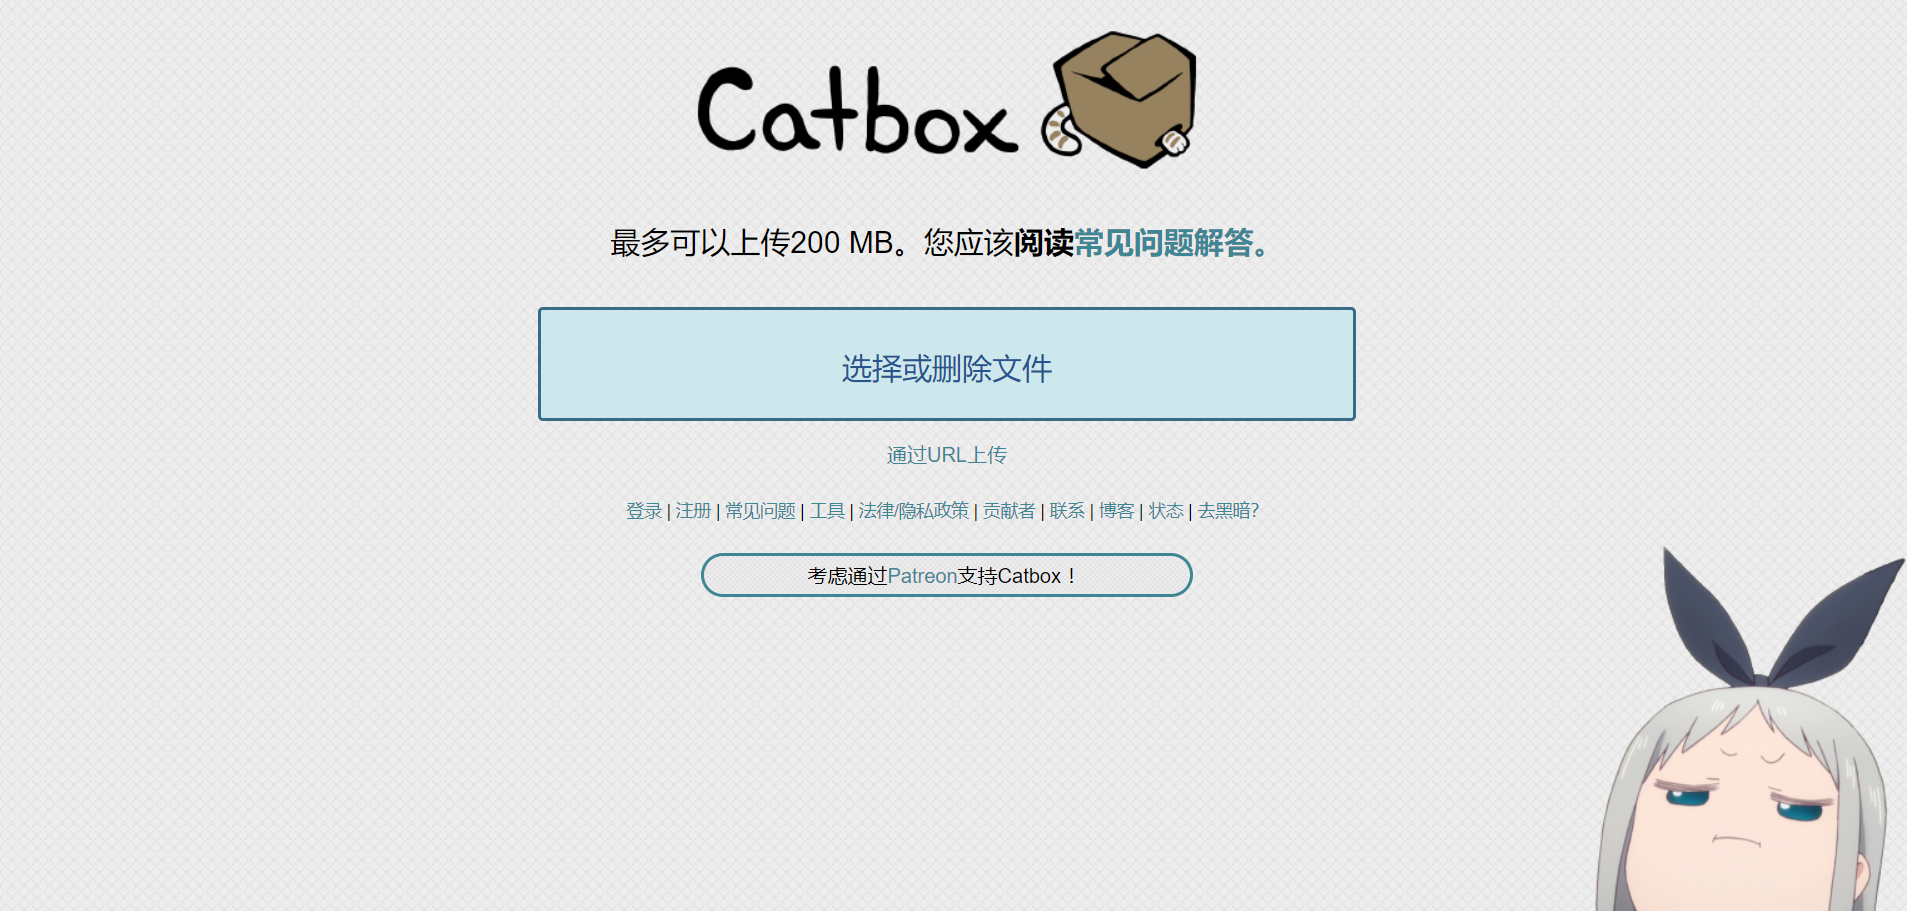 Catbox
最多可以上传200 MB。您应该阅读常见问题解答。
选择或删除文件
通过URL上传
登录 | 注册 | 常见问题 | 工具 | 法律/隐私政策 | 贡献者 | 联系 | 博客 | 状态 | 去黑暗?
考虑通过Patreon支持Catbox！